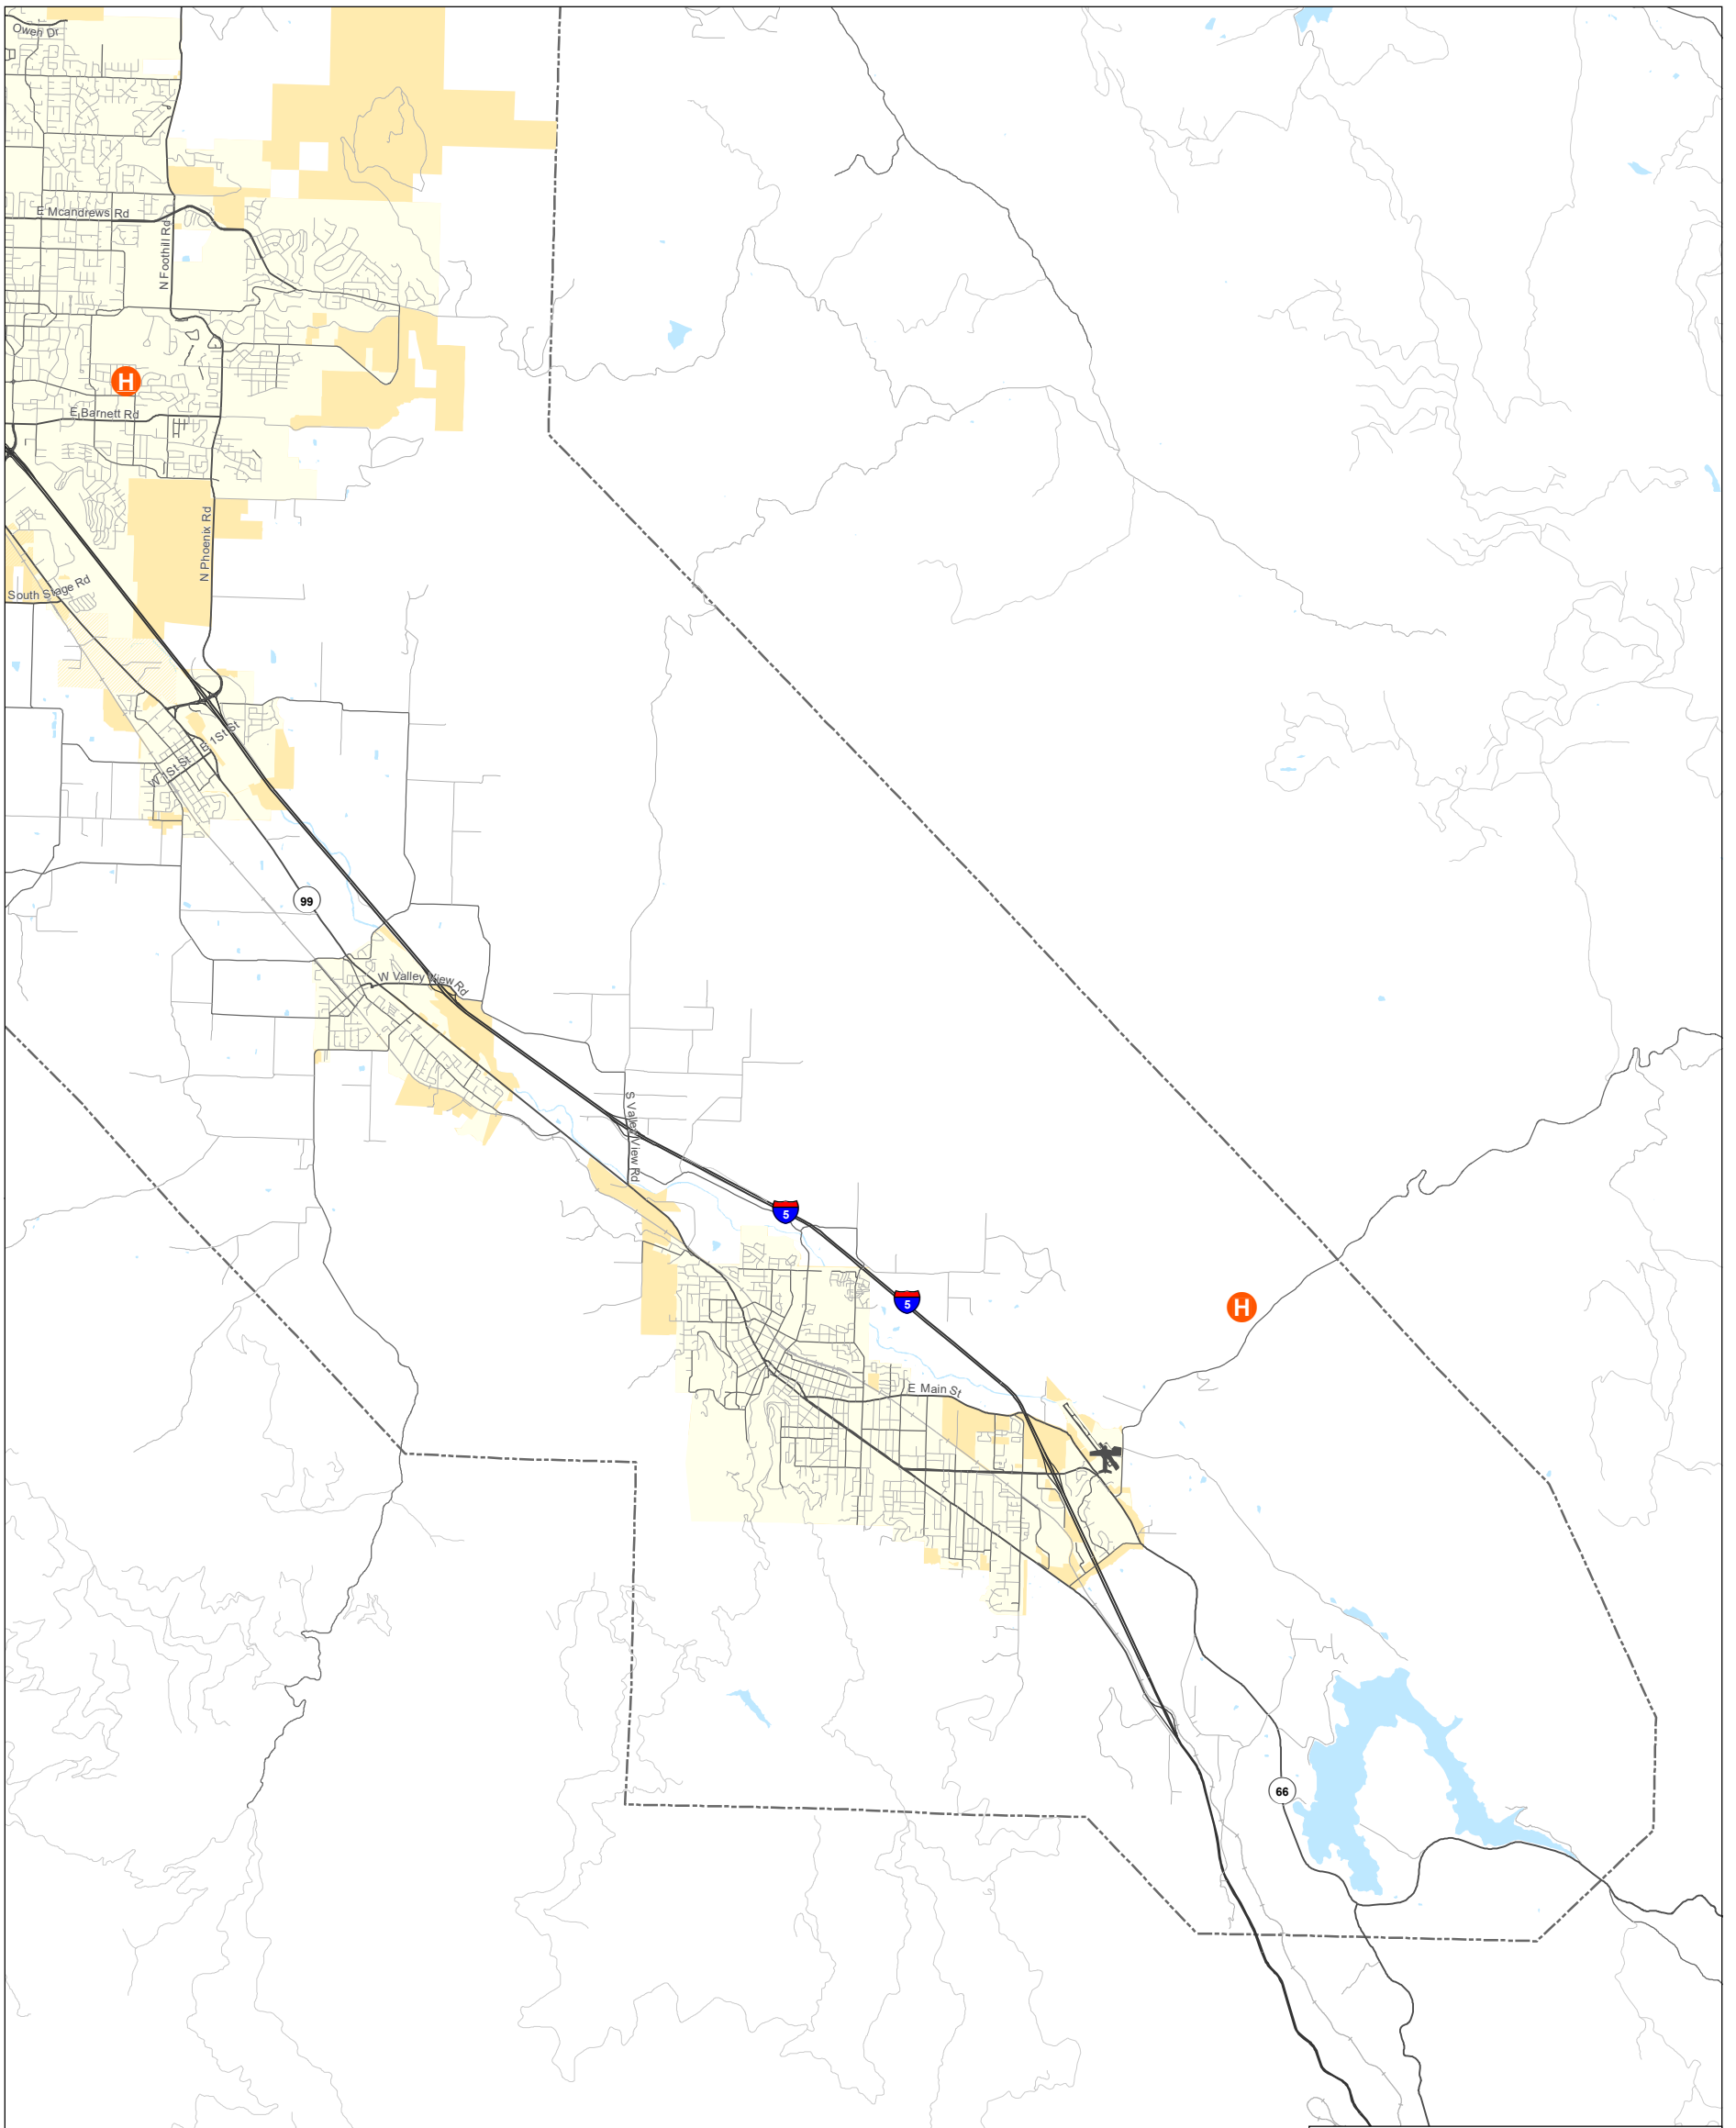 Owen Dr
E Mcandrews Rd
N Foothill Rd
H
E Barnett Rd
N Phoenix Rd
South Stage Rd
E 1St St
W 1St St
99
W Valley View Rd
S Valley View Rd
5
5
H
E Main St
66